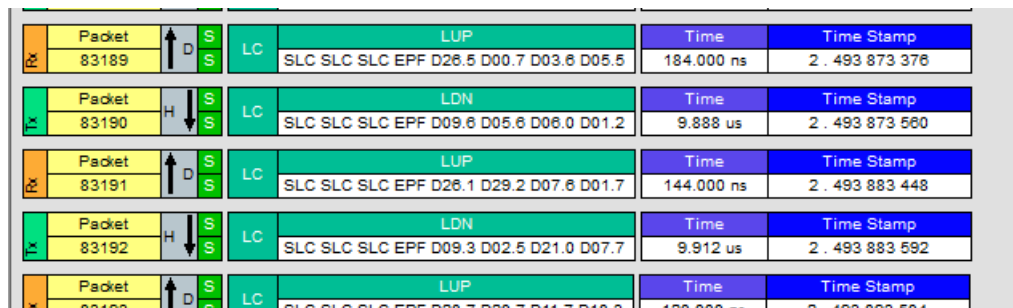 Packet S LUP Time Time Stamp
Rx 83189 D S LC SLC SLC SLC EPF D26.5 D00.7 D03.6 D05.5 184.000 ns 2 . 493 873 376
Packet S LDN Time Time Stamp
Tx 83190 H S LC SLC SLC SLC EPF D09.6 D05.6 D06.0 D01.2 9.888 us 2 . 493 873 560
Packet S LUP Time Time Stamp
Rx 83191 D S LC SLC SLC SLC EPF D26.1 D29.2 D07.6 D01.7 144.000 ns 2 . 493 883 448
Packet S LDN Time Time Stamp
Tx 83192 H S LC SLC SLC SLC EPF D09.3 D02.5 D21.0 D07.7 9.912 us 2 . 493 883 592
Packet S LUP Time Time Stamp
D S LC SLC SLC SLC EPF